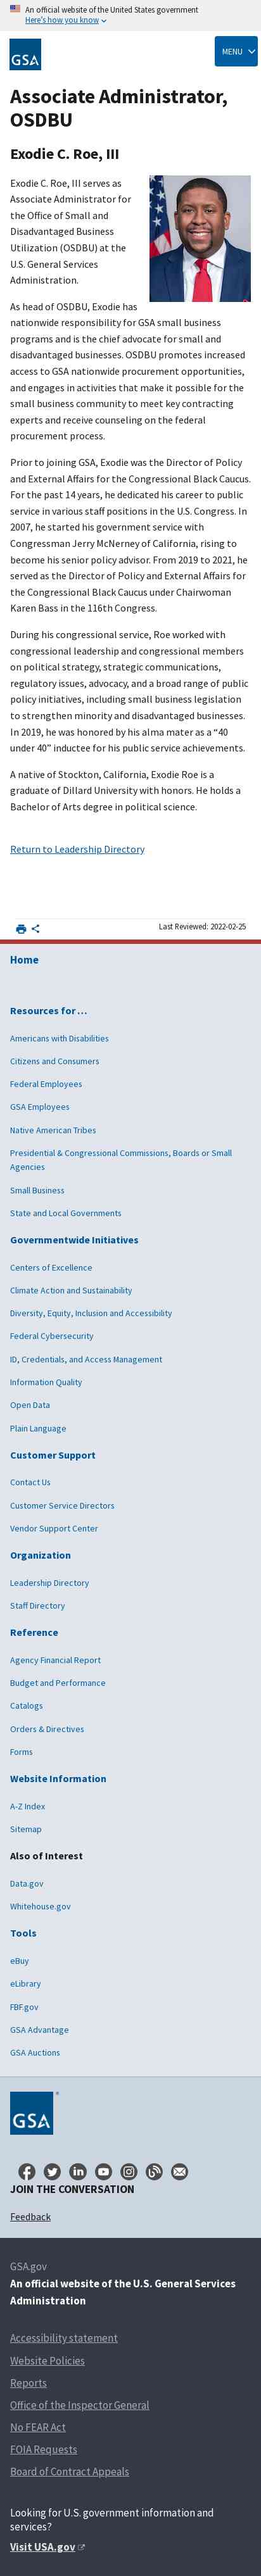 An official website of the United States government
Here's how you know
GSA
MENU
Associate Administrator,
OSDBU
Exodie C. Roe, III
Exodie C. Roe, III serves as
Associate Administrator for
the Office of Small and
Disadvantaged Business
Utilization (OSDBU) at the
U.S. General Services
Administration.
As head of OSDBU, Exodie has
nationwide responsibility for GSA small business
programs and is the chief advocate for small and
disadvantaged businesses. OSDBU promotes increased
access to GSA nationwide procurement opportunities,
and engages in activities that make it possible for the
small business community to meet key contracting
experts and receive counseling on the federal
procurement process.
Prior to joining GSA, Exodie was the Director of Policy
and External Affairs for the Congressional Black Caucus.
For the past 14 years, he dedicated his career to public
service in various staff positions in the U.S. Congress. In
2007, he started his government service with
Congressman Jerry McNerney of California, rising to
become his senior policy advisor. From 2019 to 2021, he
served as the Director of Policy and External Affairs for
the Congressional Black Caucus under Chairwoman
Karen Bass in the 116th Congress.
During his congressional service, Roe worked with
congressional leadership and congressional members
on political strategy, strategic communications,
regulatory issues, advocacy, and a broad range of public
policy initiatives, including small business legislation
to strengthen minority and disadvantaged businesses.
In 2019, he was honored by his alma mater as a “40
under 40” inductee for his public service achievements.
A native of Stockton, California, Exodie Roe is a
graduate of Dillard University with honors. He holds a
Bachelor of Arts degree in political science.
Return to Leadership Directory
Last Reviewed: 2022-02-25
Home
Resources for …
Americans with Disabilities
Citizens and Consumers
Federal Employees
GSA Employees
Native American Tribes
Presidential & Congressional Commissions, Boards or Small
Agencies
Small Business
State and Local Governments
Governmentwide Initiatives
Centers of Excellence
Climate Action and Sustainability
Diversity, Equity, Inclusion and Accessibility
Federal Cybersecurity
ID, Credentials, and Access Management
Information Quality
Open Data
Plain Language
Customer Support
Contact Us
Customer Service Directors
Vendor Support Center
Organization
Leadership Directory
Staff Directory
Reference
Agency Financial Report
Budget and Performance
Catalogs
Orders & Directives
Forms
Website Information
A-Z Index
Sitemap
Also of Interest
Data.gov
Whitehouse.gov
Tools
eBuy
eLibrary
FBF.gov
GSA Advantage
GSA Auctions
GSA ®
JOIN THE CONVERSATION
Feedback
GSA.gov
An official website of the U.S. General Services
Administration
Accessibility statement
Website Policies
Reports
Office of the Inspector General
No FEAR Act
FOIA Requests
Board of Contract Appeals
Looking for U.S. government information and
services?
Visit USA.gov